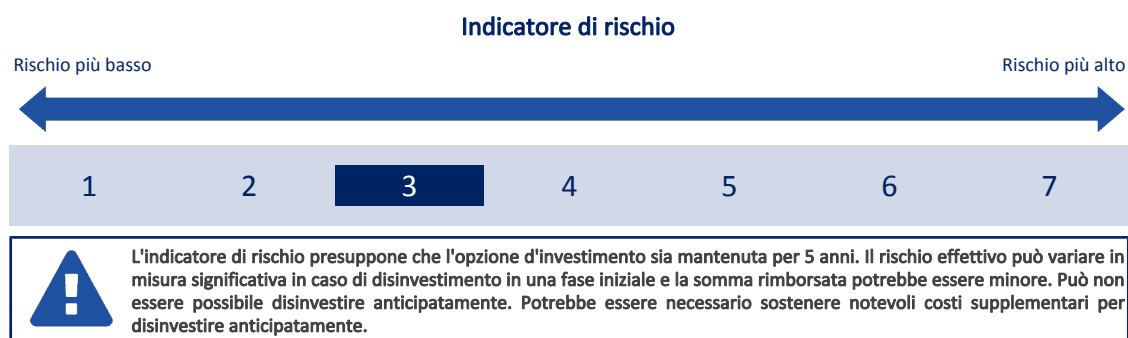 Indicatore di rischio
Rischio più basso
Rischio più alto
1 2 3 4 5 6 7
L'indicatore di rischio presuppone che l'opzione d'investimento sia mantenuta per 5 anni. Il rischio effettivo può variare in
misura significativa in caso di disinvestimento in una fase iniziale e la somma rimborsata potrebbe essere minore. Può non
essere possibile disinvestire anticipatamente. Potrebbe essere necessario sostenere notevoli costi supplementari per
disinvestire anticipatamente.